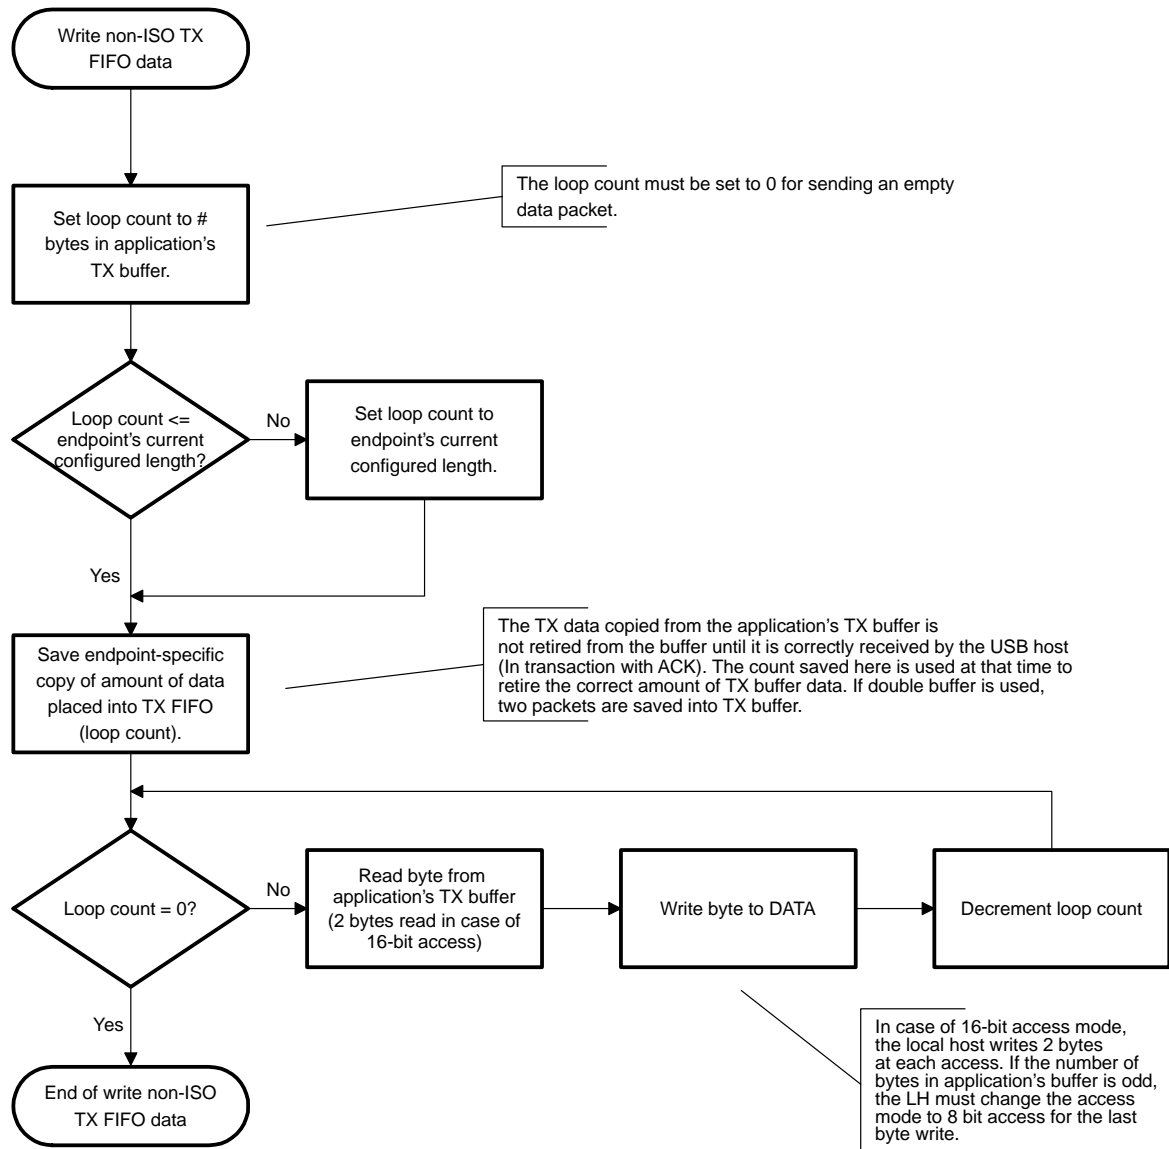 Write non-ISO TX
FIFO data
The loop count must be set to 0 for sending an empty
data packet.
Set loop count to #
bytes in application's
TX buffer.
Loop count <=
endpoint's current
configured length?
No
Set loop count to
endpoint's current
configured length.
Yes
The TX data copied from the application's TX buffer is
not retired from the buffer until it is correctly received by the USB host
(In transaction with ACK). The count saved here is used at that time to
retire the correct amount of TX buffer data. If double buffer is used,
two packets are saved into TX buffer.
Save endpoint-specific
copy of amount of data
placed into TX FIFO
(loop count).
Loop count = 0?
No
Read byte from
application's TX buffer
(2 bytes read in case of
16-bit access)
Write byte to DATA
Decrement loop count
Yes
In case of 16-bit access mode,
the local host writes 2 bytes
at each access. If the number of
bytes in application's buffer is odd,
the LH must change the access
mode to 8 bit access for the last
byte write.
End of write non-ISO
TX FIFO data